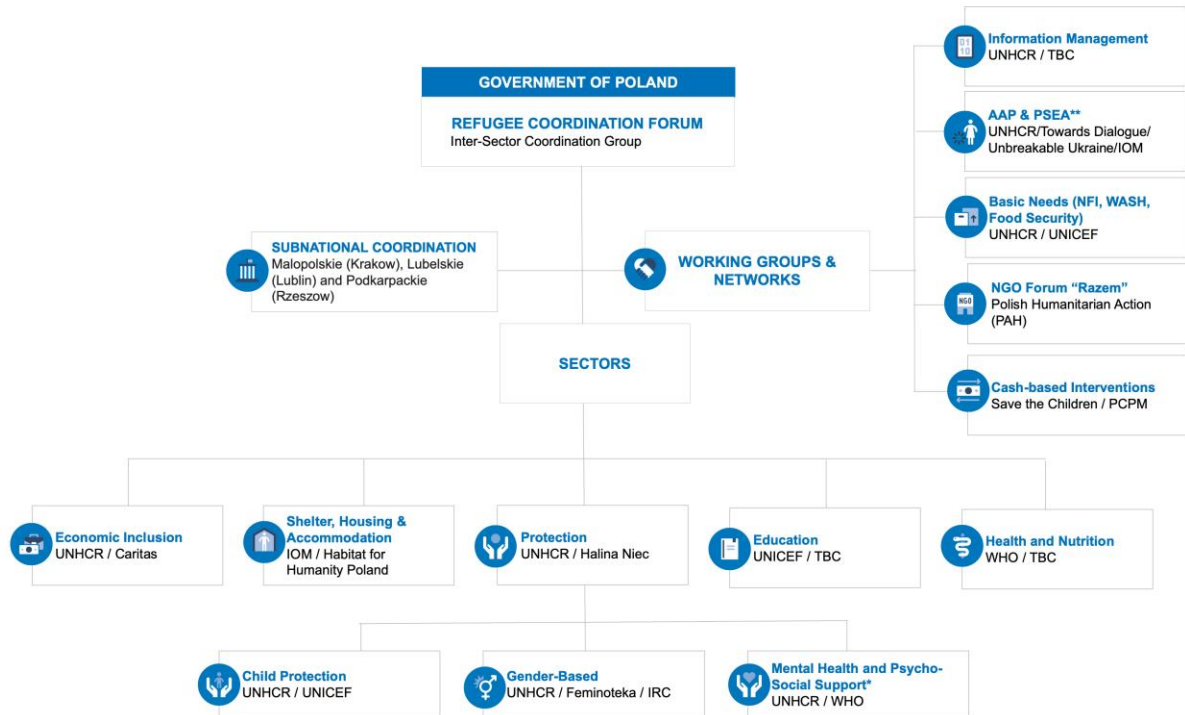 GOVERNMENT OF POLAND
REFUGEE COORDINATION FORUM
Inter-Sector Coordination Group
SUBNATIONAL COORDINATION
Malopolskie (Krakow), Lubelskie
(Lublin) and Podkarpackie
(Rzeszow)
WORKING GROUPS &
NETWORKS
01
10
Information Management
UNHCR / TBC
AAP & PSEA**
UNHCR/Towards Dialogue/
Unbreakable Ukraine/IOM
Basic Needs (NFI, WASH,
Food Security)
UNHCR / UNICEF
NGO
NGO Forum “Razem”
Polish Humanitarian Action
(PAH)
Cash-based Interventions
Save the Children / PCPM
SECTORS
Economic Inclusion
UNHCR / Caritas
Shelter, Housing &
Accommodation
IOM / Habitat for
Humanity Poland
Protection
UNHCR / Halina Niec
Education
UNICEF / TBC
Health and Nutrition
WHO / TBC
Child Protection
UNHCR / UNICEF
Gender-Based
UNHCR / Feminoteka / IRC
Mental Health and Psycho-
Social Support*
UNHCR / WHO